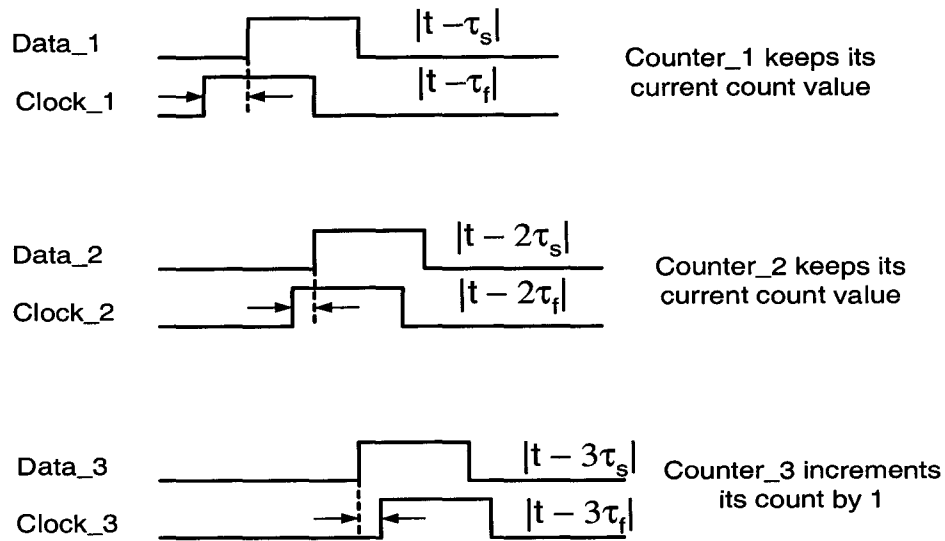 Data_1
|t − τs|
Clock_1
|t − τf|
Counter_1 keeps its
current count value
Data_2
|t − 2τs|
Clock_2
|t − 2τf|
Counter_2 keeps its
current count value
Data_3
|t − 3τs|
Clock_3
|t − 3τf|
Counter_3 increments
its count by 1